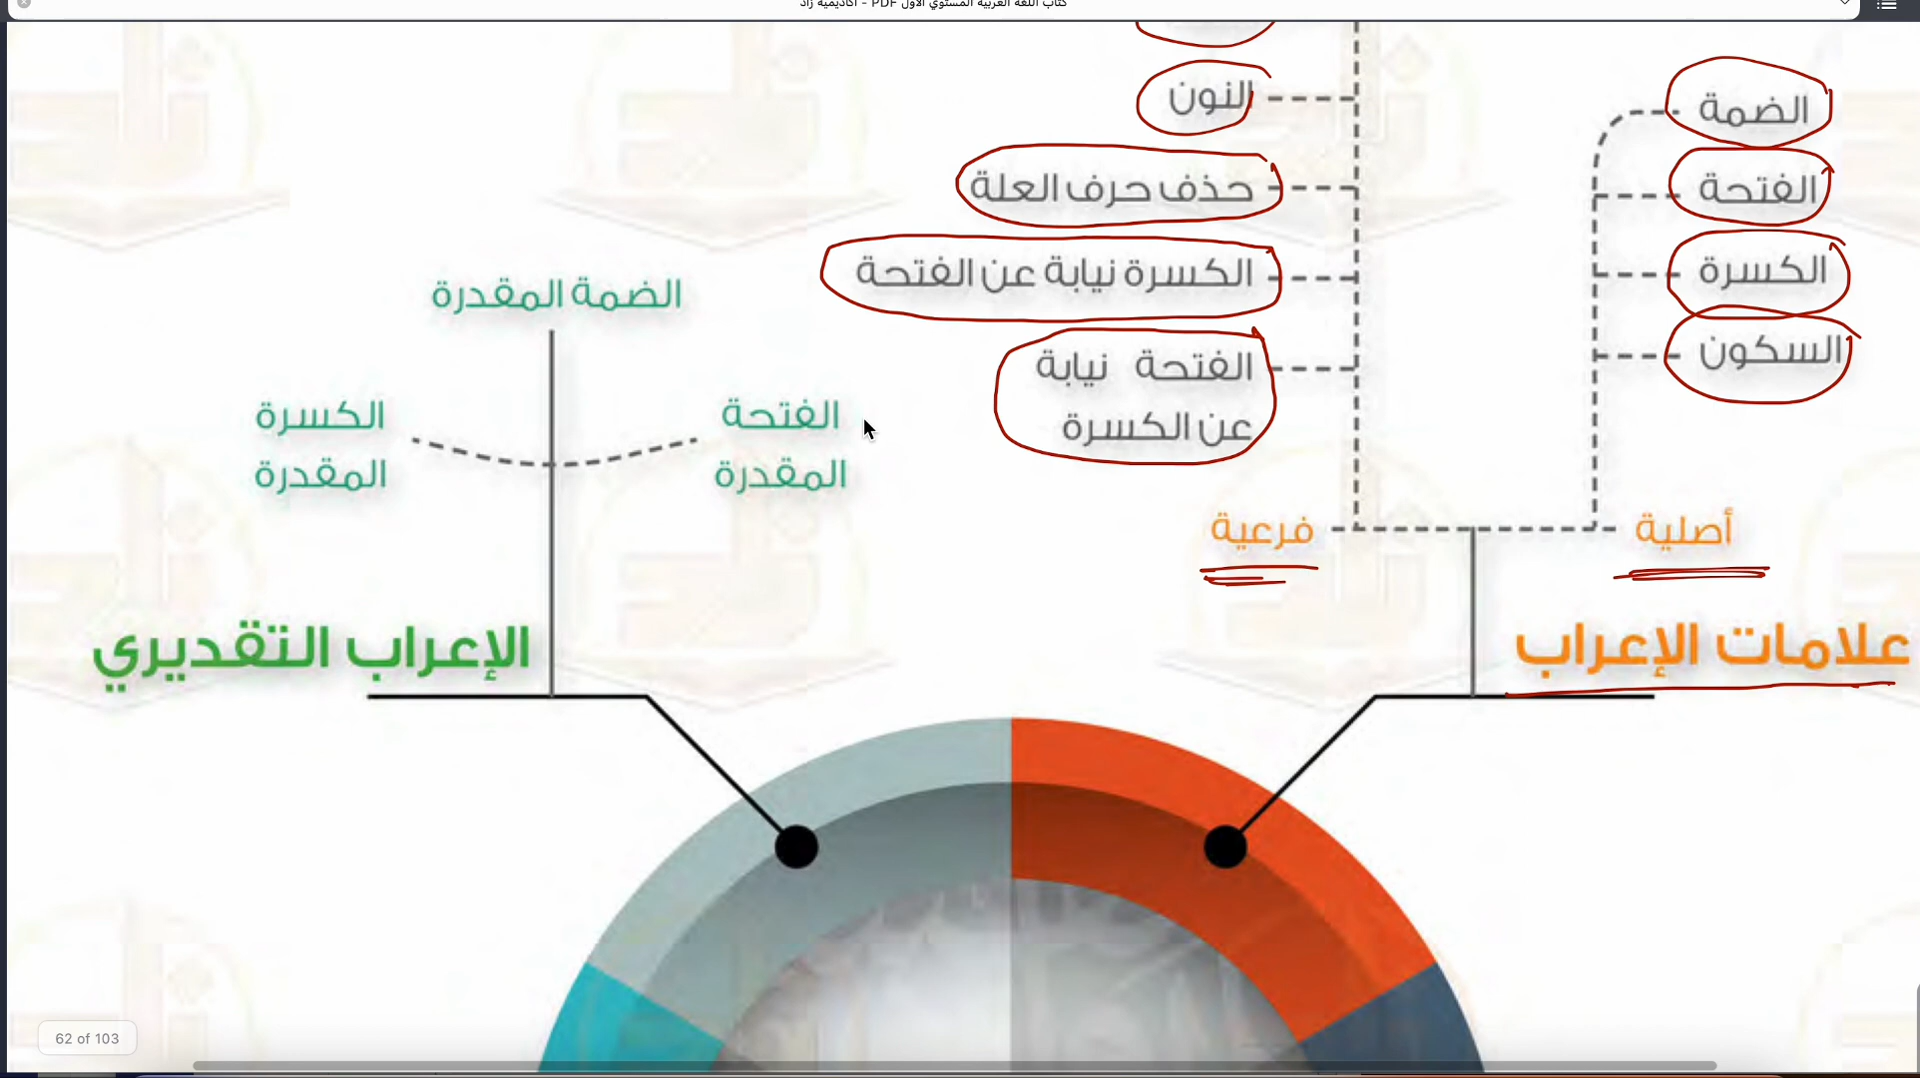 كتاب اللغة العربية المستوي الأول PDF - أكاديمية زاد
الضمة
الفتحة
الكسرة
السكون
أصلية
النون
حذف حرف العلة
الكسرة نيابة عن الفتحة
الفتحة نيابة
عن الكسرة
فرعية
علامات الإعراب
الضمة المقدرة
الفتحة
المقدرة
الكسرة
المقدرة
الإعراب التقديري
62 of 103